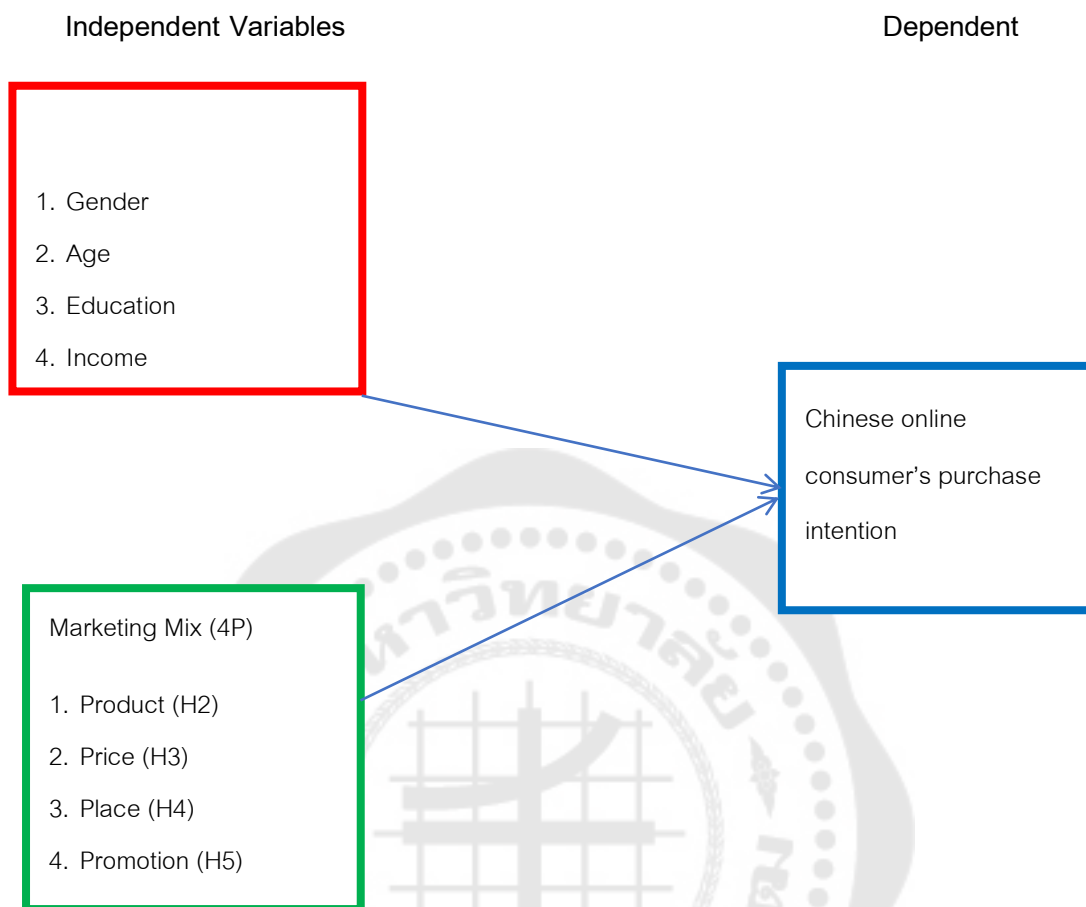 Independent Variables
Dependent
1. Gender
2. Age
3. Education
4. Income
Chinese online
consumer's purchase
intention
Marketing Mix (4P)
1. Product (H2)
2. Price (H3)
3. Place (H4)
4. Promotion (H5)